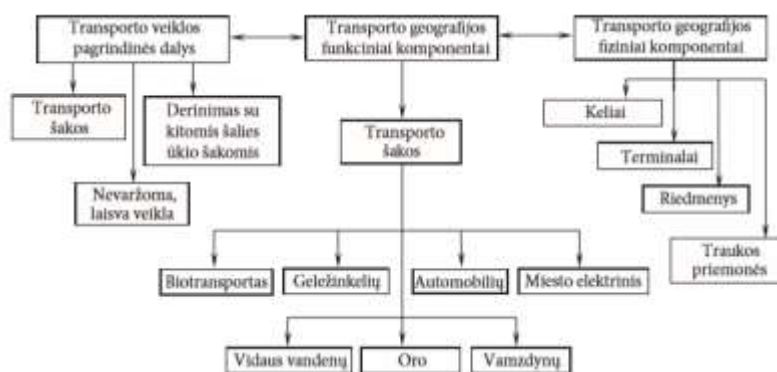 Transporto veiklos
pagrindinės dalys
Transporto geografijos
funkciniai komponentai
Transporto geografijos
fiziniai komponentai
Transporto
šakos
Derinimas su
kitomis šalies
ūkio šakomis
Nevaržoma,
laisva veikla
Transporto
šakos
Keliai
Terminalai
Riedmenys
Traukos
priemonės
Biotransportas
Geležinkelių
Automobilių
Miesto elektrinis
Vidaus vandenų
Oro
Vamzdynų